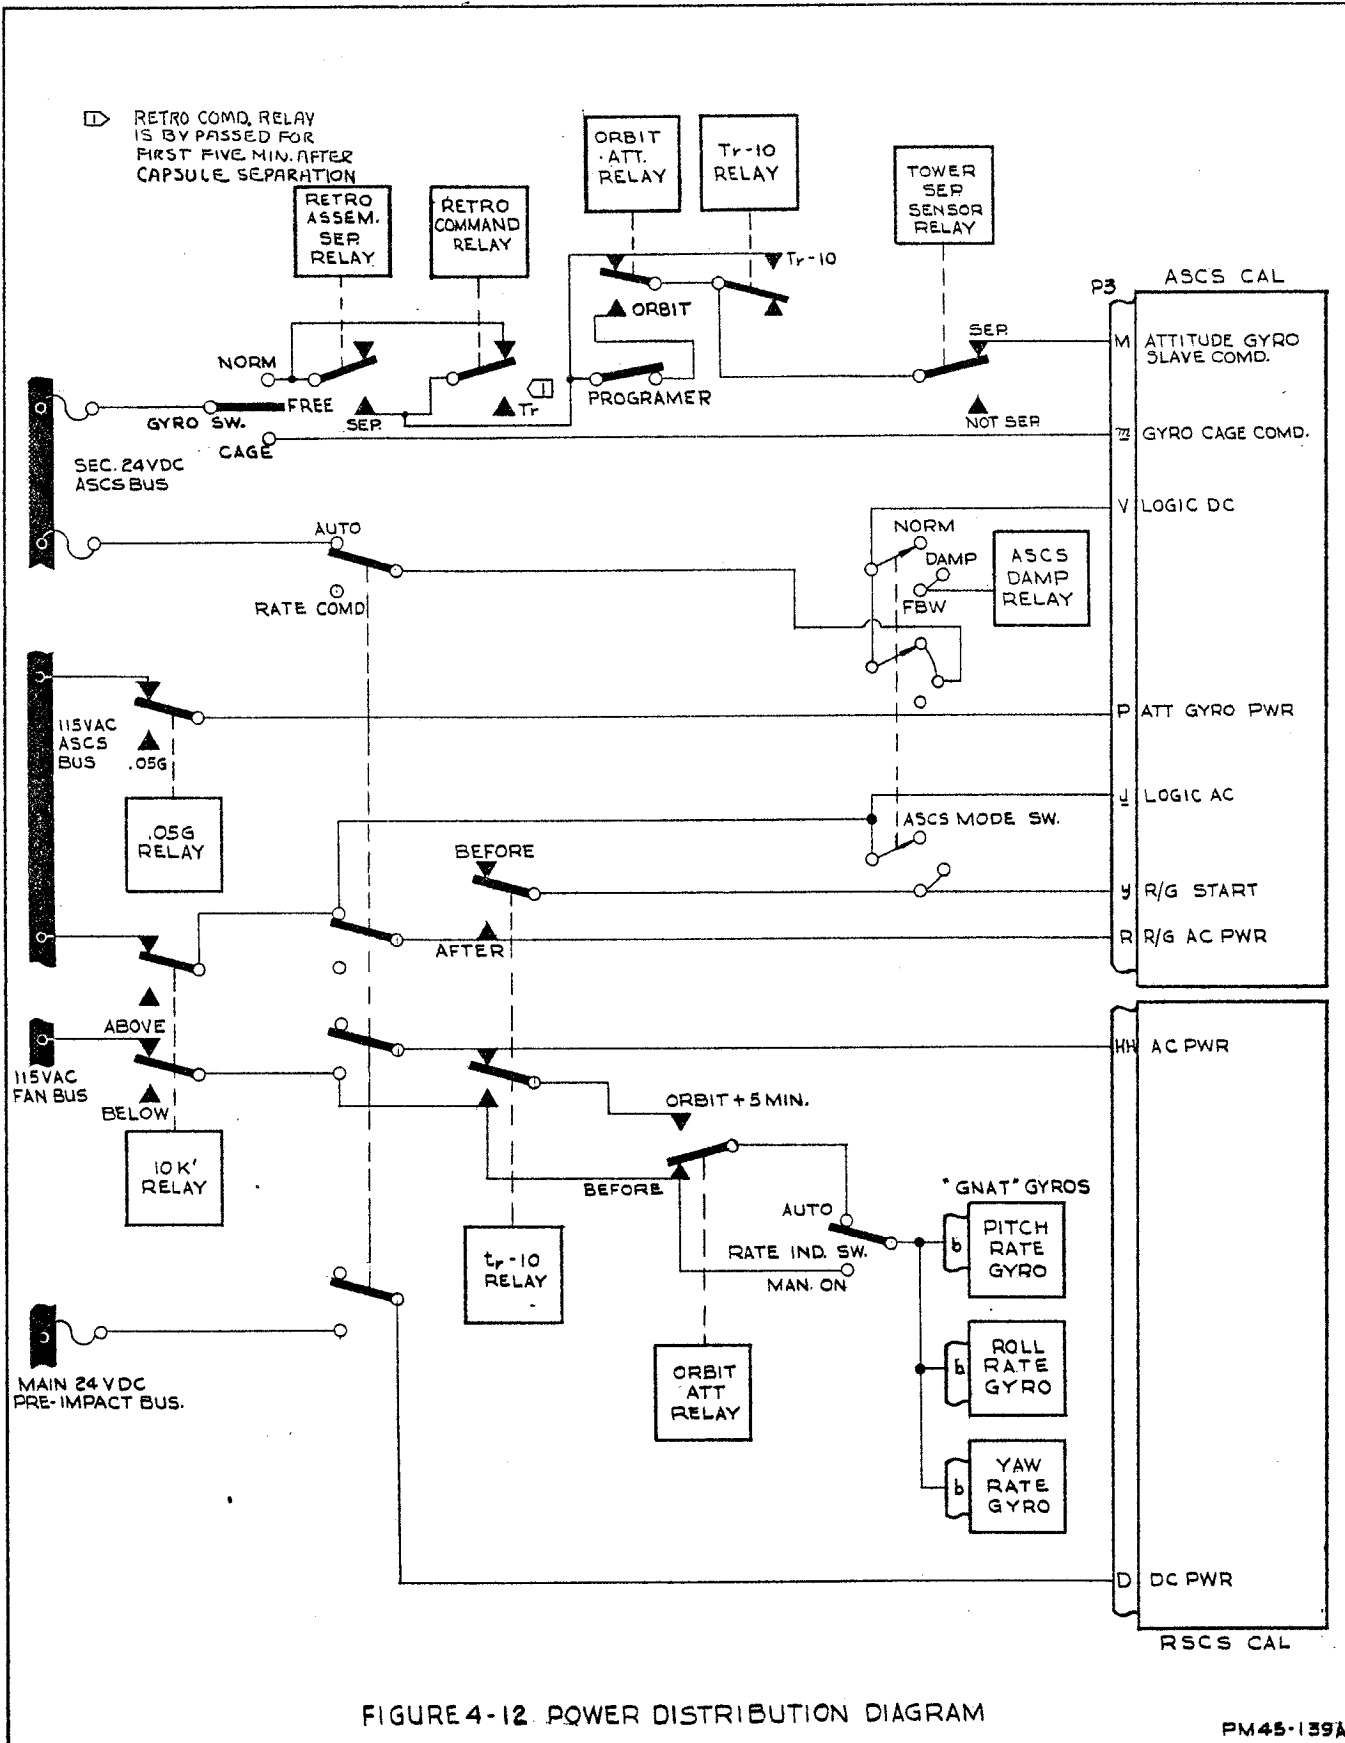 1
RETRO COMD. RELAY
IS BY PASSED FOR
FIRST FIVE MIN. AFTER
CAPSULE SEPARATION
RETRO
ASSEM.
SEP.
RELAY
RETRO
COMMAND
RELAY
ORBIT
ATT.
RELAY
Tr-10
RELAY
TOWER
SEP.
SENSOR
RELAY
Tr-10
ORBIT
PROGRAMER
NORM
FREE
GYRO SW.
SEP.
1
Tr
CAGE
SEC. 24VDC
ASCS BUS
SEP.
NOT SEP.
P3
ASCS CAL
M ATTITUDE GYRO
SLAVE COMD.
m GYRO CAGE COMD.
V LOGIC DC
AUTO
RATE COMD
NORM
DAMP
FBW
ASCS
DAMP
RELAY
115VAC
ASCS
BUS
.05G
.05G
RELAY
P ATT GYRO PWR
J LOGIC AC
ASCS MODE SW.
BEFORE
AFTER
y R/G START
R R/G AC PWR
ABOVE
BELOW
115VAC
FAN BUS
10K'
RELAY
HH AC PWR
ORBIT + 5 MIN.
BEFORE
AUTO
RATE IND. SW.
MAN. ON
"GNAT" GYROS
b PITCH
RATE
GYRO
tr-10
RELAY
ORBIT
ATT
RELAY
b ROLL
RATE
GYRO
b YAW
RATE
GYRO
MAIN 24VDC
PRE-IMPACT BUS.
D DC PWR
RSCS CAL
FIGURE 4-12 POWER DISTRIBUTION DIAGRAM
PM45-139A